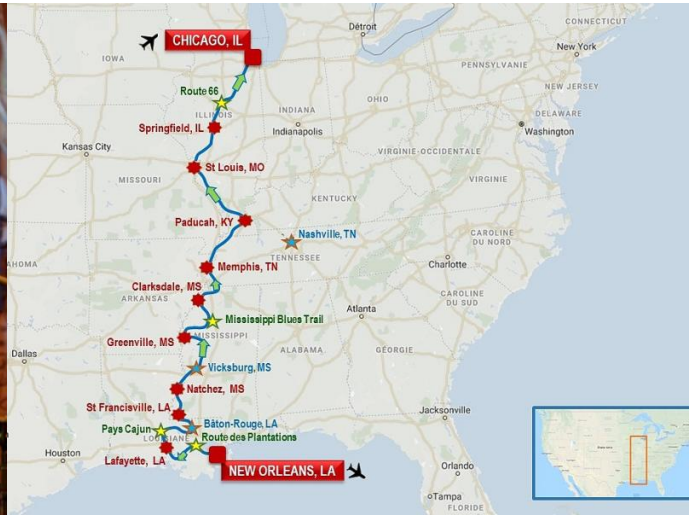 Détroit
CONNECTICUT
CHICAGO, IL
New York
IOWA
PENNSYLVANIE
NEW JERSEY
Route 66
OHIO
ILLINOIS
INDIANA
DELAWARE
Springfield, IL
Indianapolis
Washington
Kansas City
VIRGINIE-OCCIDENTALE
St Louis, MO
MISSOURI
VIRGINIE
KENTUCKY
Paducah, KY
Nashville, TN
CAROLINE
DU NORD
TENNESSEE
Memphis, TN
Charlotte
AHOMA
Clarksdale, MS
ARKANSAS
CAROLINE
DU SUD
Mississippi Blues Trail
Atlanta
Greenville, MS
MISSISSIPPI
ALABAMA
GÉORGIE
Dallas
Vicksburg, MS
Natchez, MS
St Francisville, LA
Jacksonville
Pays Cajun
Bâton-Rouge, LA
LOUISIANE
Route des Plantations
Houston
Lafayette, LA
NEW ORLEANS, LA
Orlando
Tampa
FLORIDE